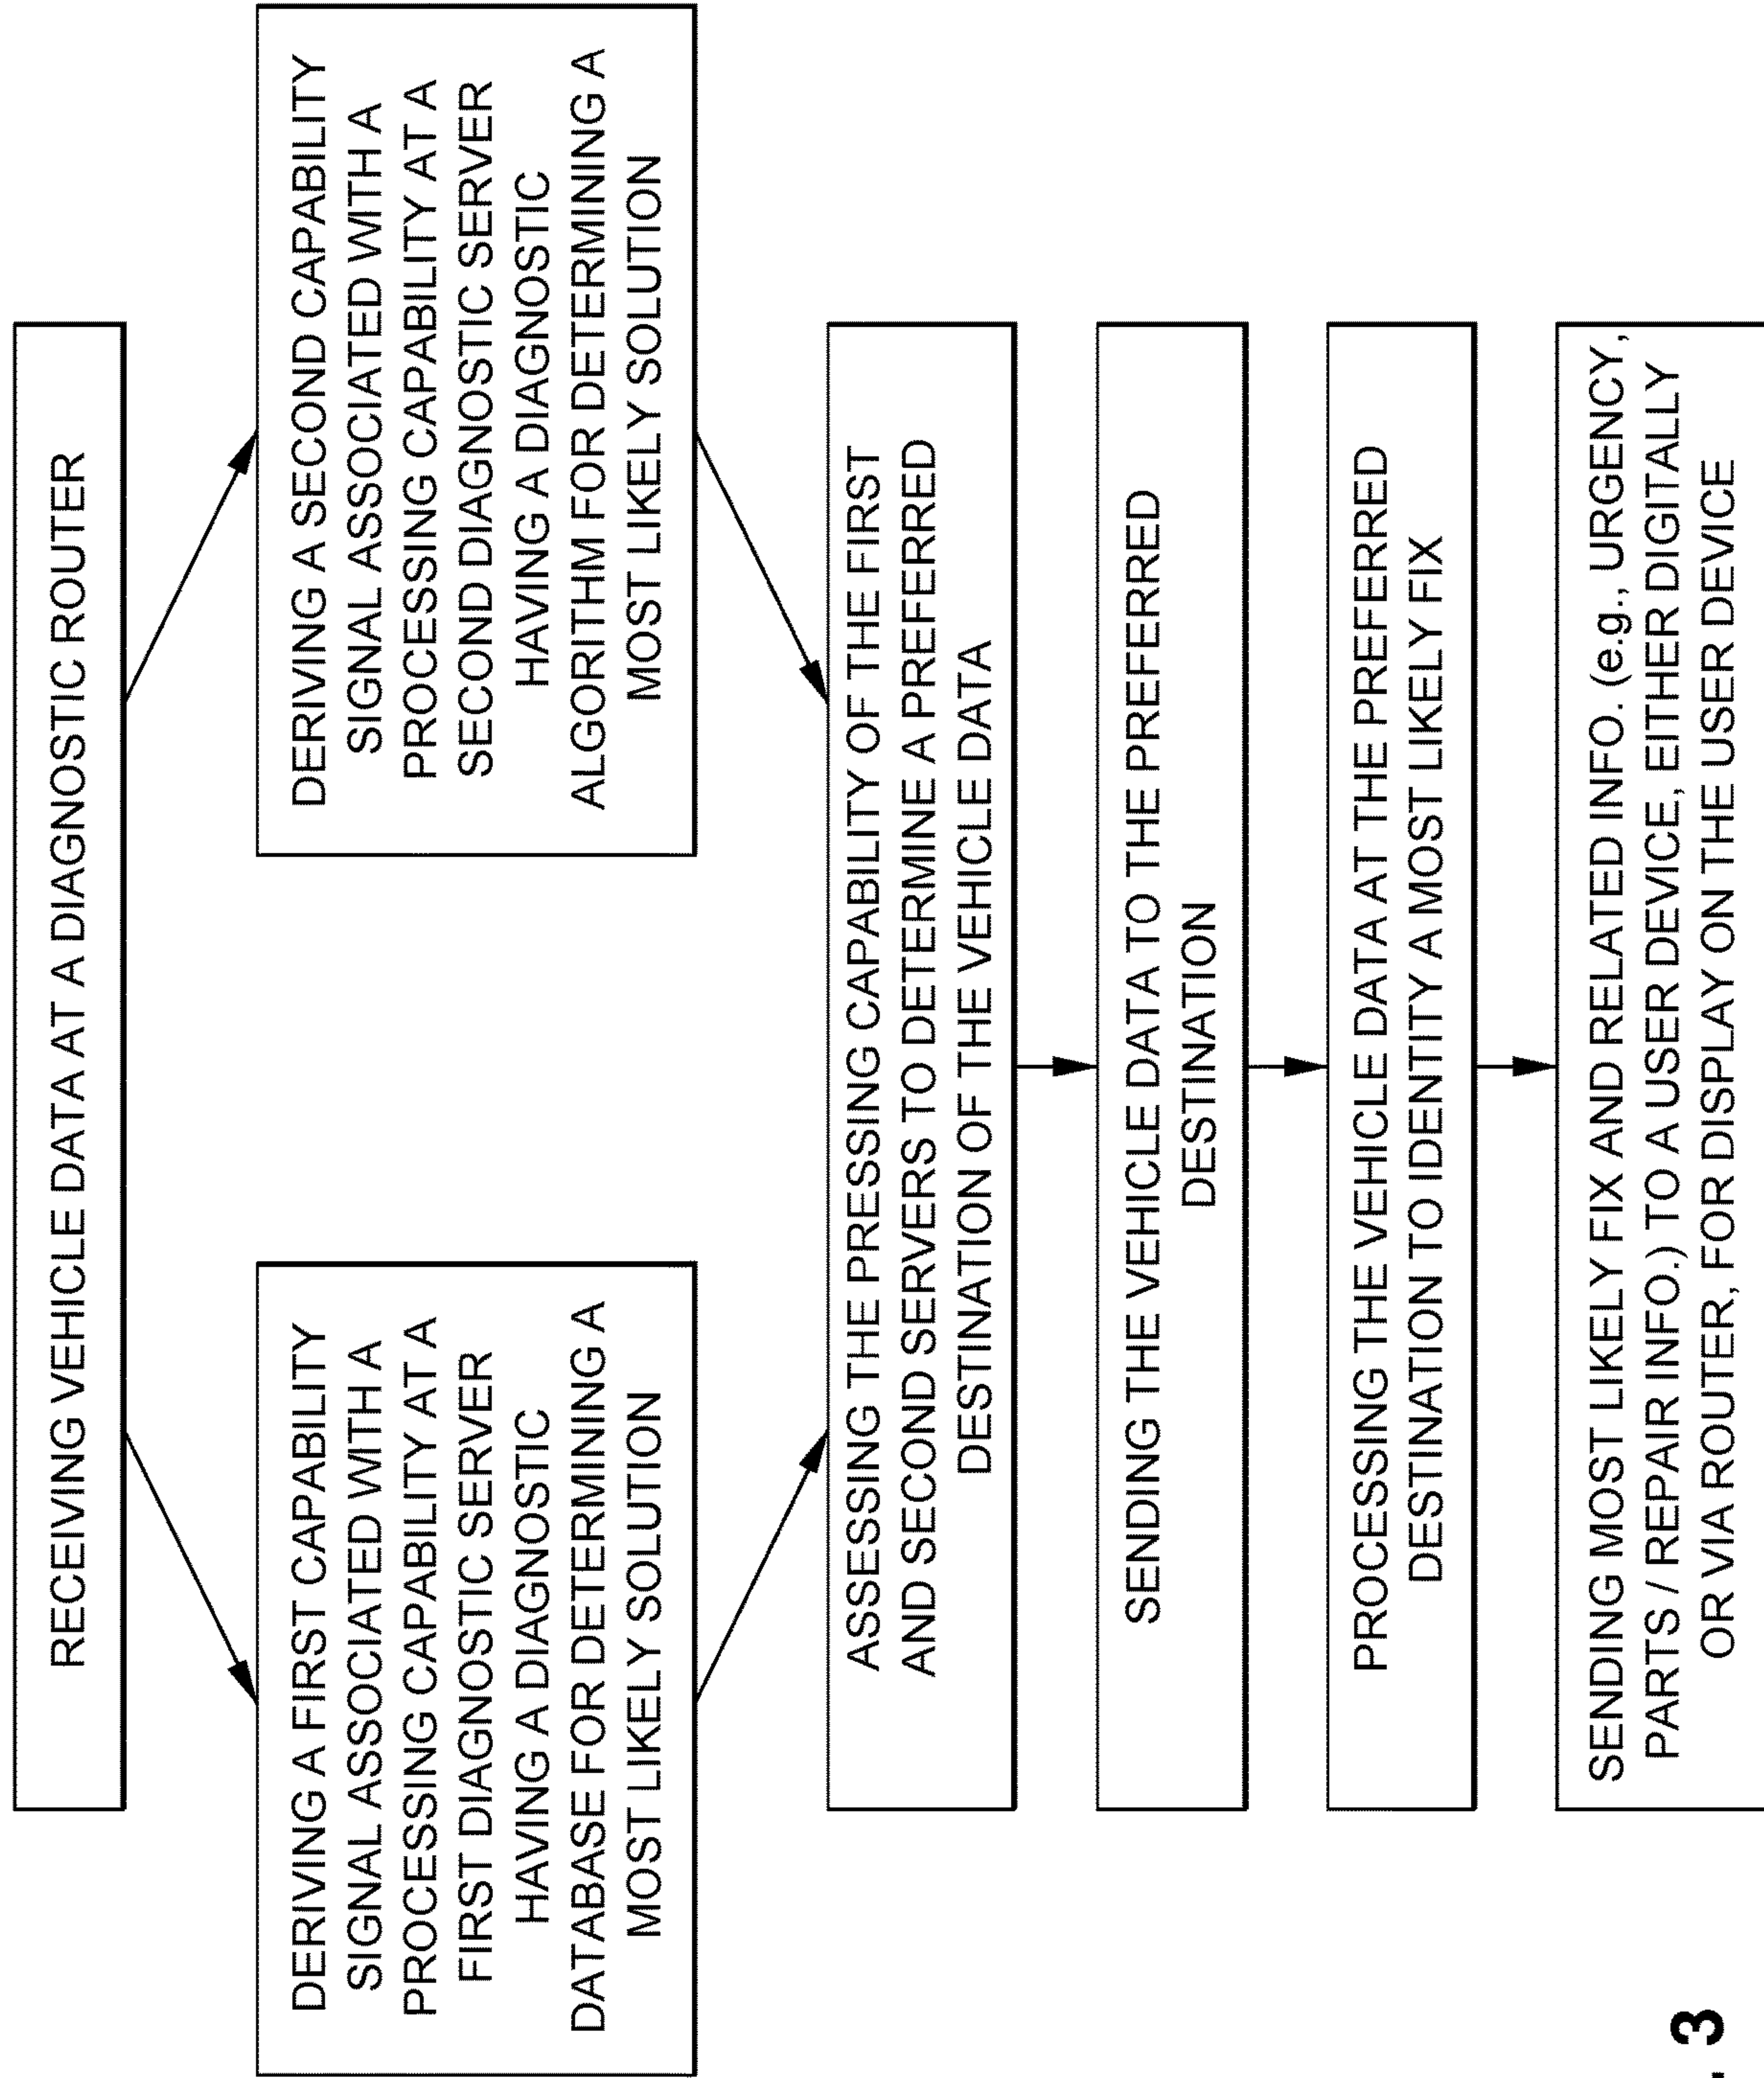 RECEIVING VEHICLE DATA AT A DIAGNOSTIC ROUTER
DERIVING A FIRST CAPABILITY
SIGNAL ASSOCIATED WITH A
PROCESSING CAPABILITY AT A
FIRST DIAGNOSTIC SERVER
HAVING A DIAGNOSTIC
DATABASE FOR DETERMINING A
MOST LIKELY SOLUTION
DERIVING A SECOND CAPABILITY
SIGNAL ASSOCIATED WITH A
PROCESSING CAPABILITY AT A
SECOND DIAGNOSTIC SERVER
HAVING A DIAGNOSTIC
ALGORITHM FOR DETERMINING A
MOST LIKELY SOLUTION
ASSESSING THE PRESSING CAPABILITY OF THE FIRST
AND SECOND SERVERS TO DETERMINE A PREFERRED
DESTINATION OF THE VEHICLE DATA
SENDING THE VEHICLE DATA TO THE PREFERRED
DESTINATION
PROCESSING THE VEHICLE DATA AT THE PREFERRED
DESTINATION TO IDENTITY A MOST LIKELY FIX
SENDING MOST LIKELY FIX AND RELATED INFO. (e.g., URGENCY,
PARTS / REPAIR INFO.) TO A USER DEVICE, EITHER DIGITALLY
OR VIA ROUTER, FOR DISPLAY ON THE USER DEVICE
. 3